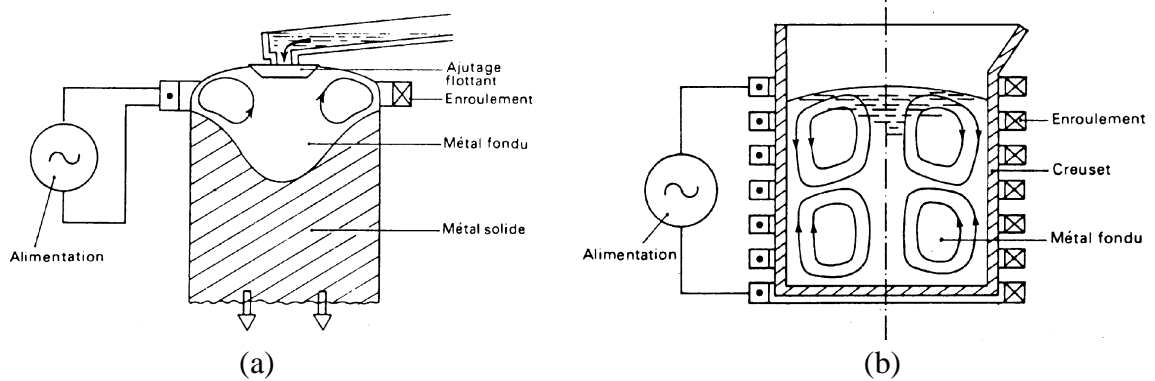 Ajutage
flottant
Enroulement
Métal fondu
Métal solide
Alimentation
(a)
Enroulement
Creuset
Métal fondu
Alimentation
(b)